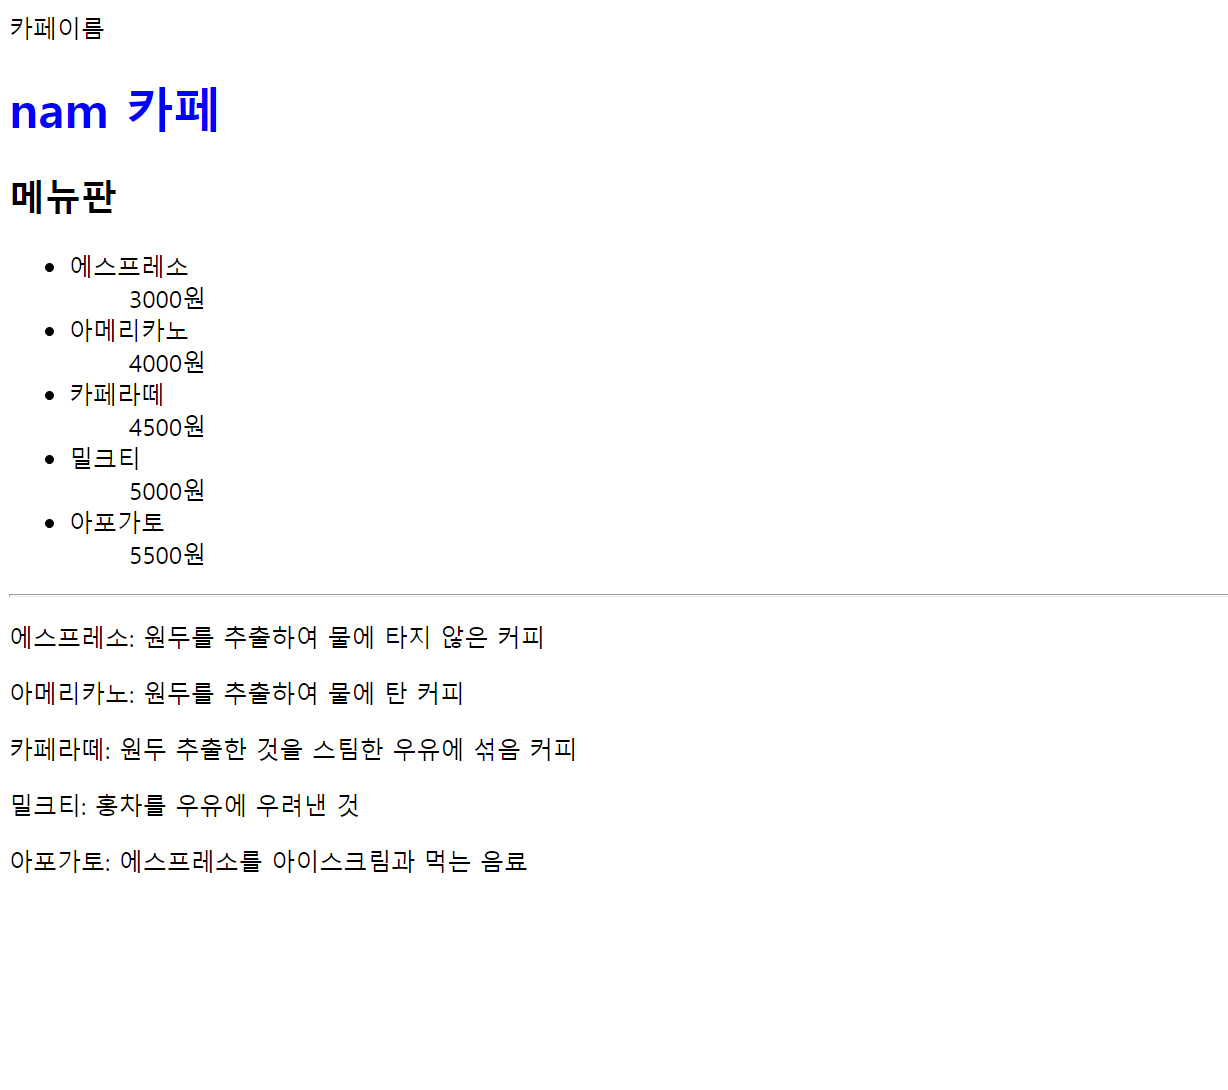 카페이름
nam 카페
메뉴판
에스프레소
3000원
아메리카노
4000원
카페라떼
4500원
밀크티
5000원
아포가토
5500원
에스프레소: 원두를 추출하여 물에 타지 않은 커피
아메리카노: 원두를 추출하여 물에 탄 커피
카페라떼: 원두 추출한 것을 스팀한 우유에 섞음 커피
밀크티: 홍차를 우유에 우려낸 것
아포가토: 에스프레소를 아이스크림과 먹는 음료